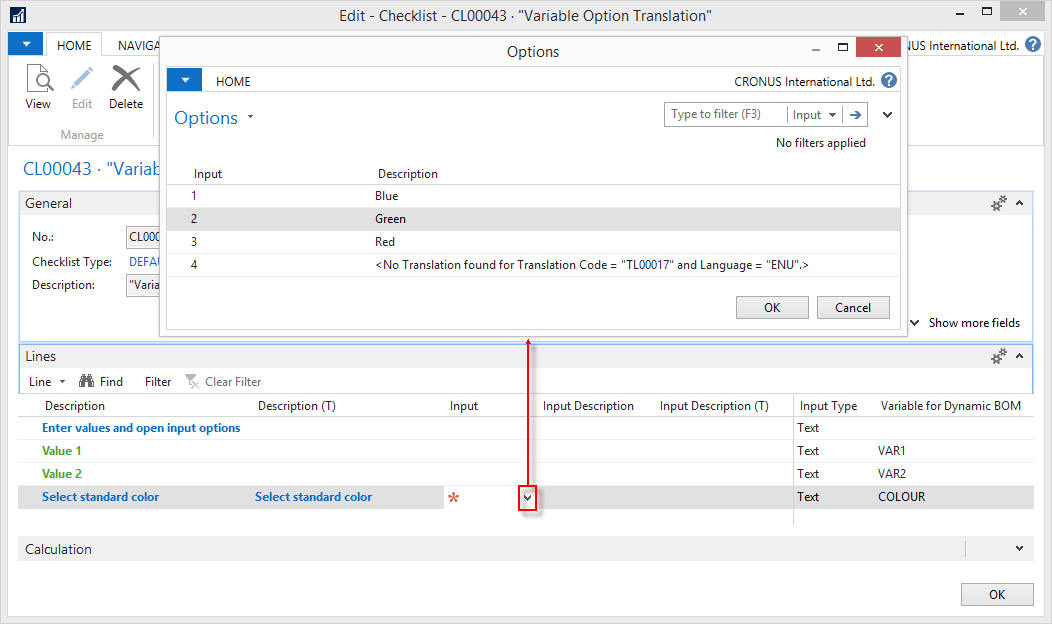 Edit - Checklist - CL00043 · "Variable Option Translation"
HOME
NUS International Ltd.
View
Edit
Delete
Manage
CL00043 · "Variab
General
No.:
Checklist Type:
Description:
"Varia
Show more fields
Options
HOME
CRONUS International Ltd.
Options
Type to filter (F3)
Input
No filters applied
Input Description
1 Blue
2 Green
3 Red
4 <No Translation found for Translation Code = "TL00017" and Language = "ENU".>
OK Cancel
Lines
Line Find Filter Clear Filter
Description Description (T) Input Input Description Input Description (T) Input Type Variable for Dynamic BOM
Enter values and open input options Text
Value 1 Text VAR1
Value 2 Text VAR2
Select standard color Select standard color * Text COLOUR
Calculation
OK